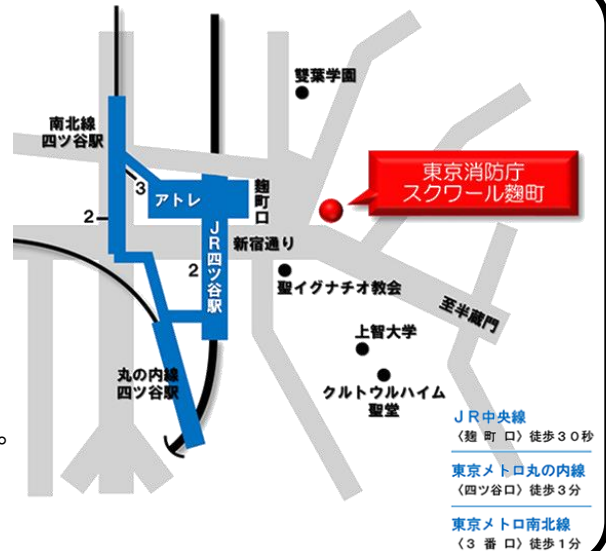 雙葉学園
南北線
四ツ谷駅
東京消防庁
スクワール麴町
3
アトレ
麹町口
2
新宿通り
JR四ツ谷駅
2
聖イグナチオ教会
至半蔵門
上智大学
丸の内線
四ツ谷駅
クルトゥルハイム
聖堂
JR中央線
〈麹町口〉徒歩30秒
。
東京メトロ丸の内線
〈四ツ谷口〉徒歩3分
東京メトロ南北線
〈3番口〉徒歩1分